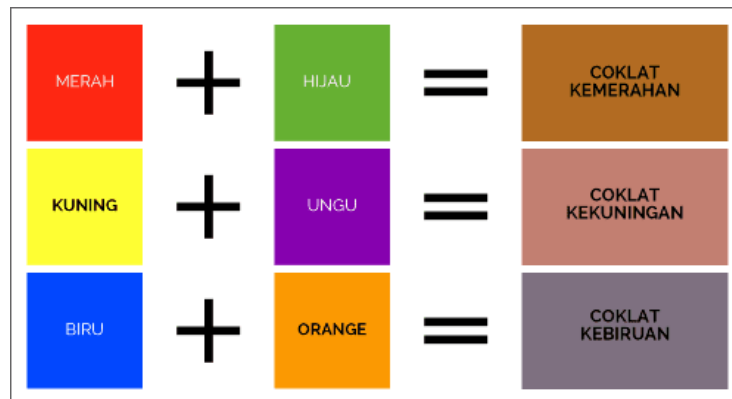 MERAH + HIJAU = COKLAT
KEMERAHAN
KUNING + UNGU = COKLAT
KEKUNINGAN
BIRU + ORANGE = COKLAT
KEBIRUAN